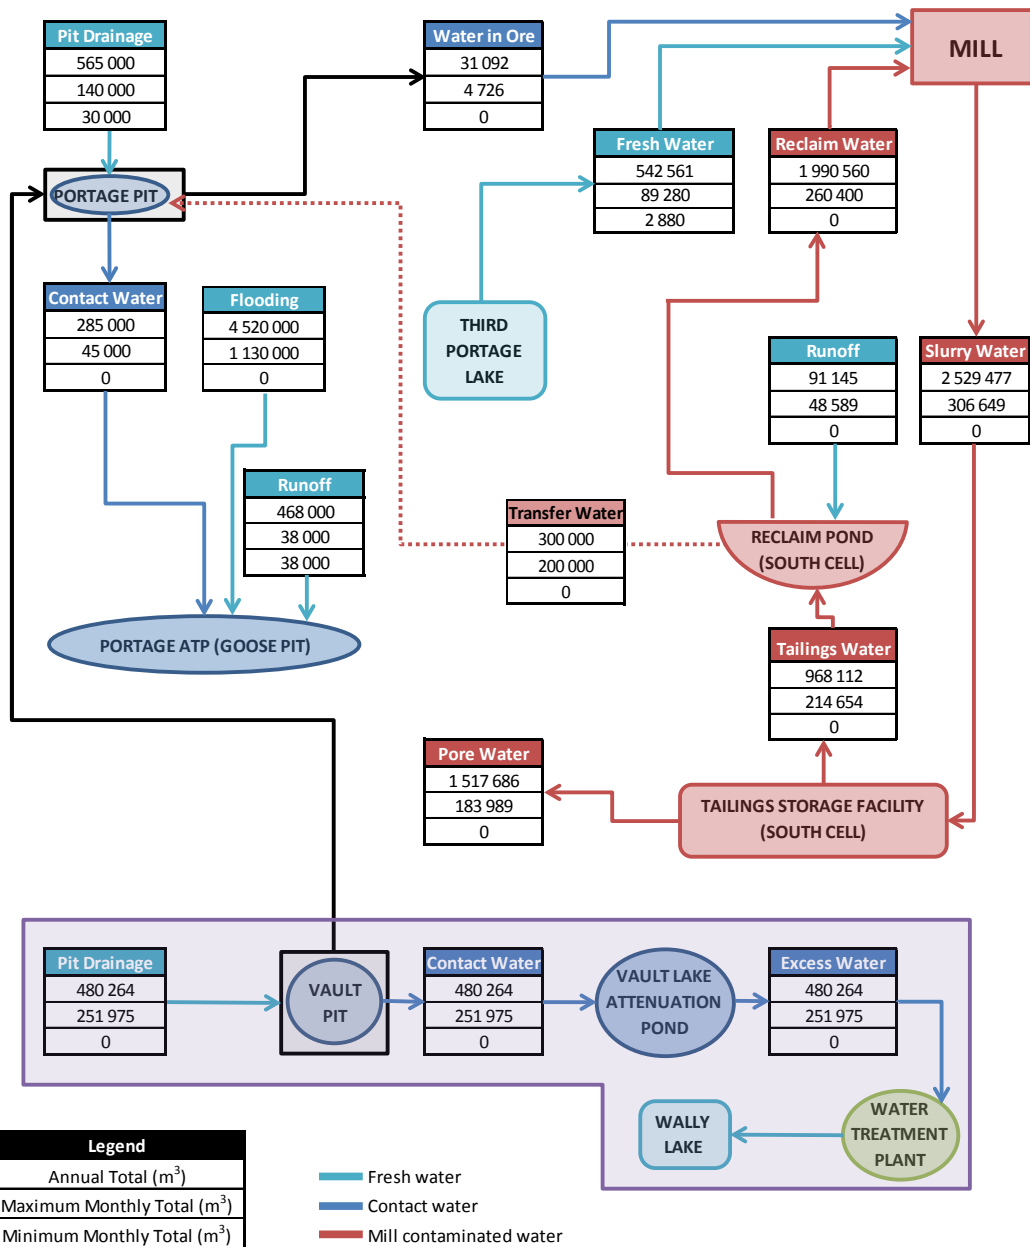 Pit Drainage
565 000
140 000
30 000
Water in Ore
31 092
4 726
0
MILL
Fresh Water
542 561
89 280
2 880
Reclaim Water
1 990 560
260 400
0
PORTAGE PIT
Contact Water
285 000
45 000
0
Flooding
4 520 000
1 130 000
0
THIRD
PORTAGE
LAKE
Runoff
91 145
48 589
0
Slurry Water
2 529 477
306 649
0
Runoff
468 000
38 000
38 000
Transfer Water
300 000
200 000
0
RECLAIM POND
(SOUTH CELL)
PORTAGE ATP (GOOSE PIT)
Tailings Water
968 112
214 654
0
Pore Water
1 517 686
183 989
0
TAILINGS STORAGE FACILITY
(SOUTH CELL)
Pit Drainage
480 264
251 975
0
VAULT
PIT
Contact Water
480 264
251 975
0
VAULT LAKE
ATTENUATION
POND
Excess Water
480 264
251 975
0
WALLY
LAKE
WATER
TREATMENT
PLANT
Legend
Annual Total (m³)
Maximum Monthly Total (m³)
Minimum Monthly Total (m³)
Fresh water
Contact water
Mill contaminated water